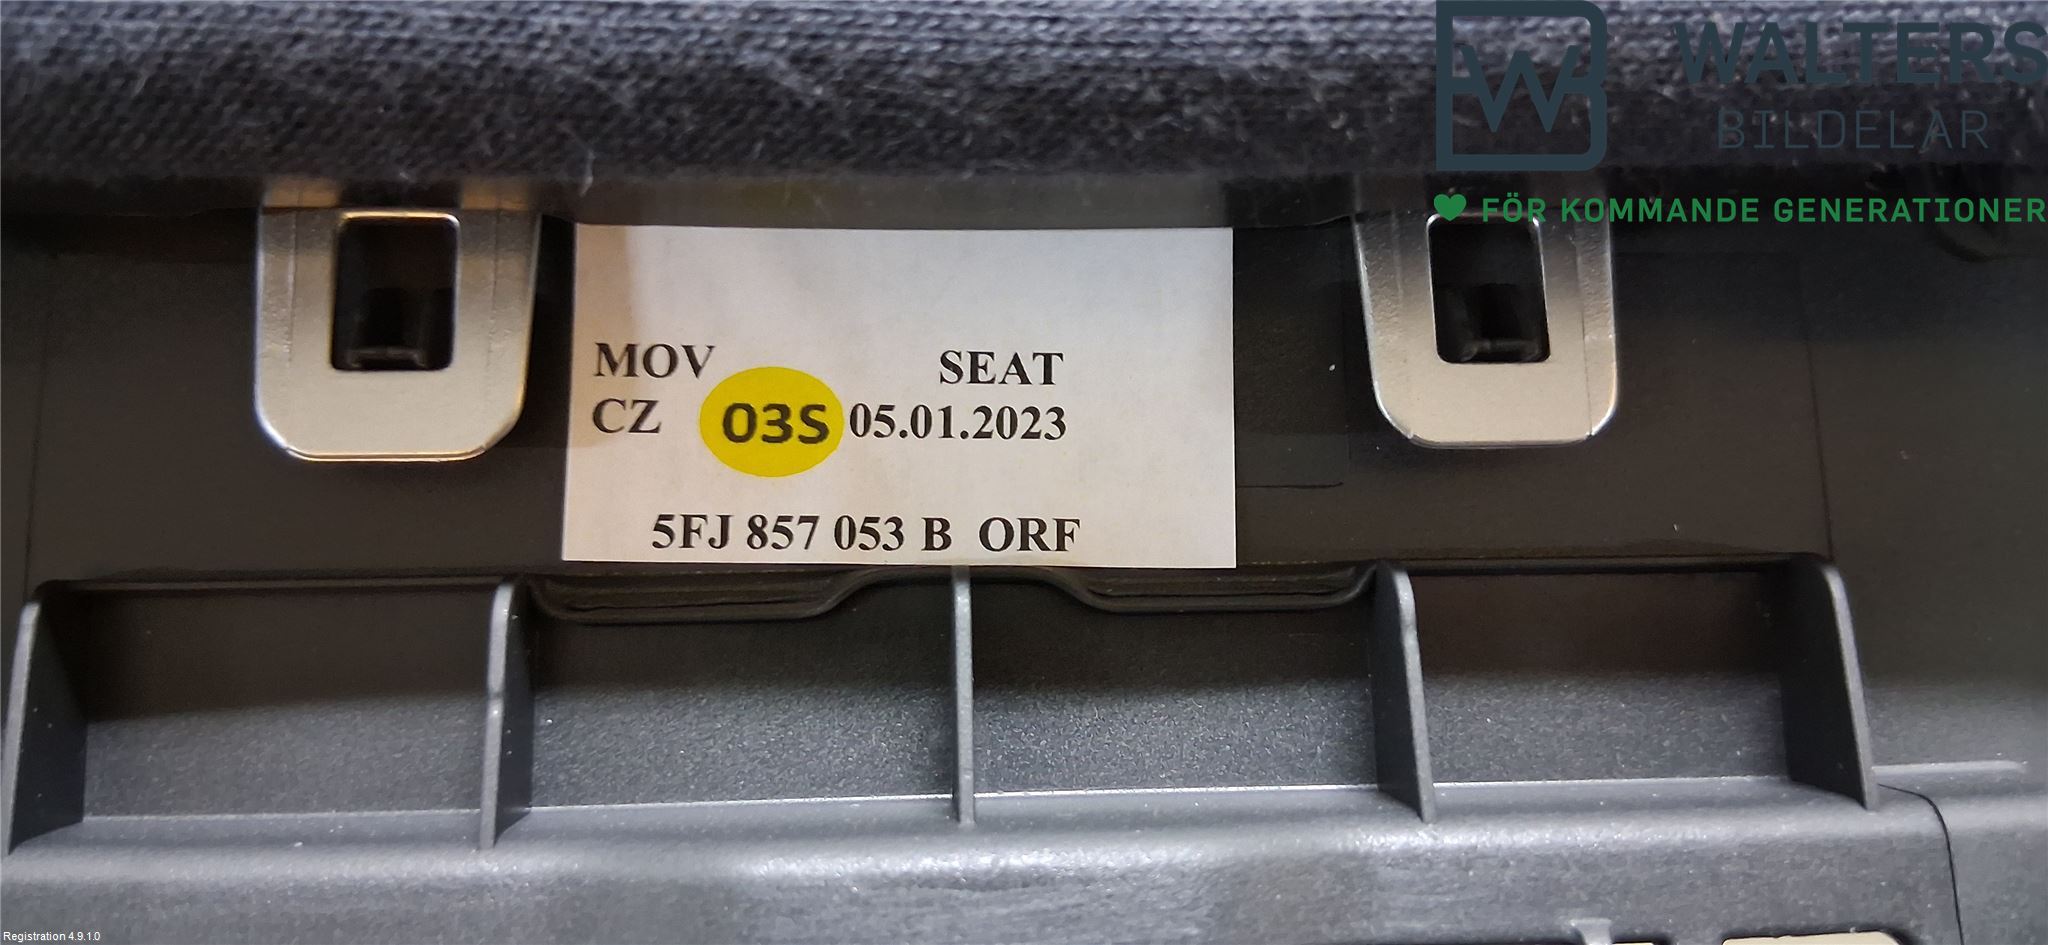 WALTERS
BILDELAR
FÖR KOMMANDE GENERATIONER
MOV SEAT
CZ 03S 05.01.2023
5FJ 857 053 B ORF
Registration 4.9.1.0